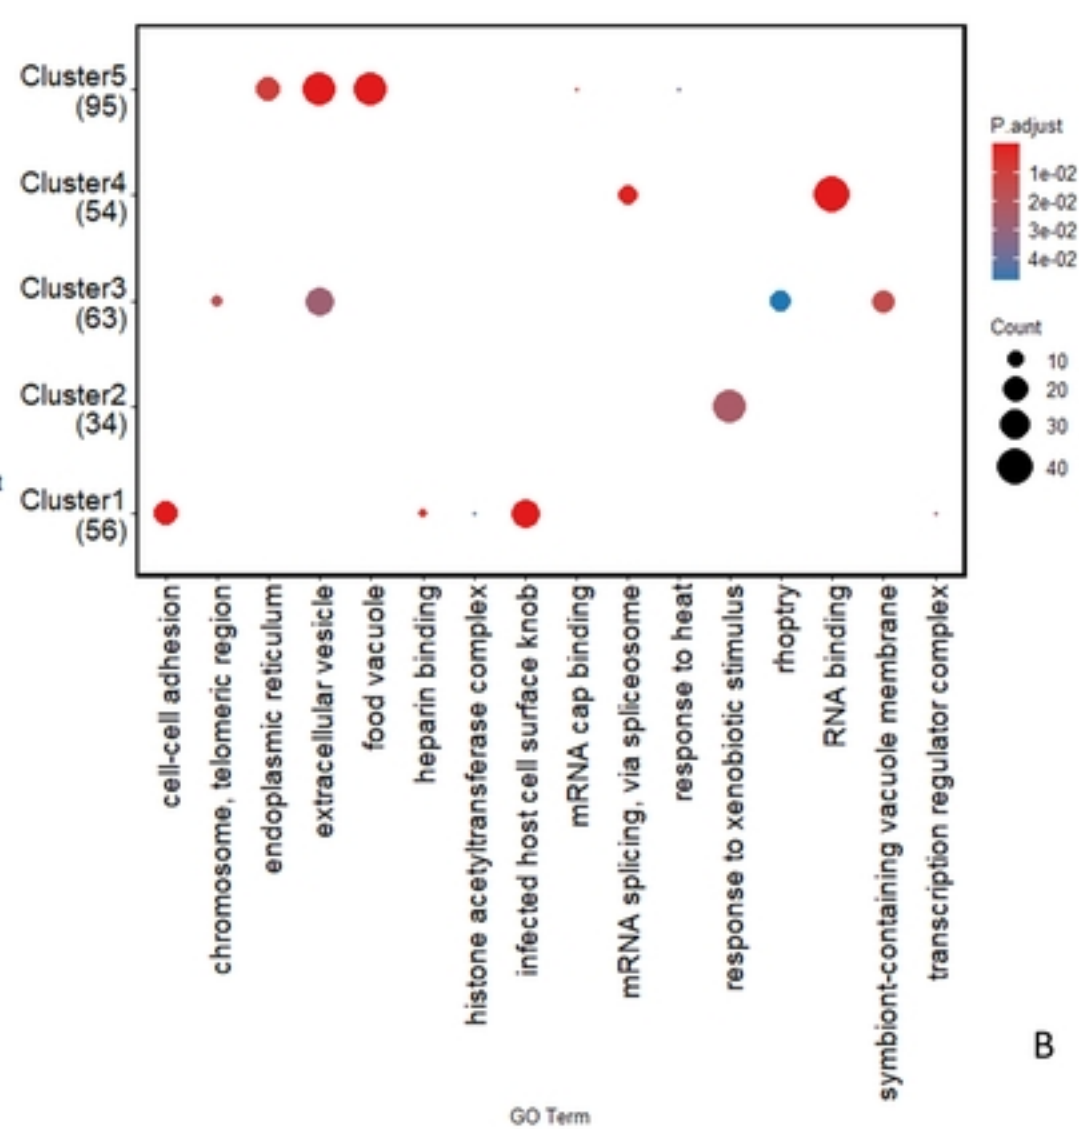 Cluster5
(95)
Cluster4
(54)
Cluster3
(63)
Cluster2
(34)
Cluster1
(56)
P.adjust
1e-02
2e-02
3e-02
4e-02
Count
10
20
30
40
cell-cell adhesion
chromosome, telomeric region
endoplasmic reticulum
extracellular vesicle
food vacuole
heparin binding
histone acetyltransferase complex
infected host cell surface knob
mRNA cap binding
mRNA splicing, via spliceosome
response to heat
response to xenobiotic stimulus
rhoptry
RNA binding
symbiont-containing vacuole membrane
transcription regulator complex
B
GO Term